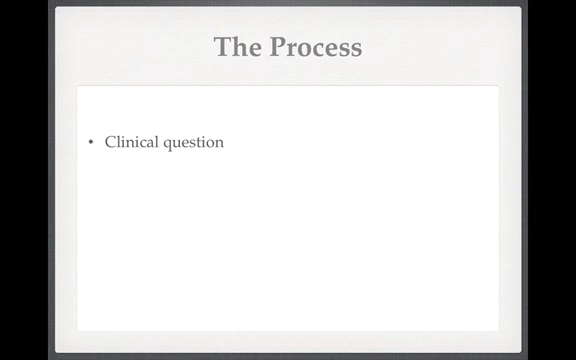 The Process
• Clinical question